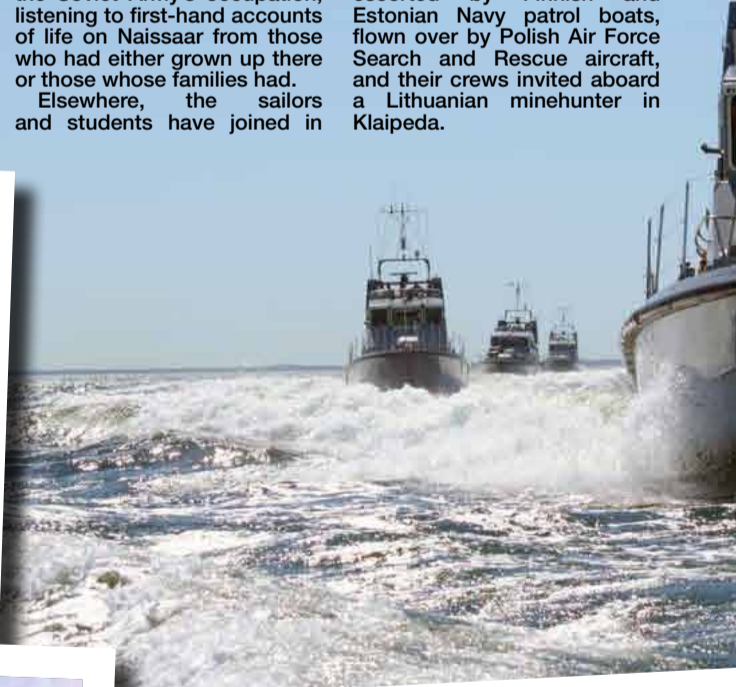 listening to first-hand accounts
of life on Naissaar from those
who had either grown up there
or those whose families had.
Elsewhere, the sailors
and students have joined in
Estonian Navy patrol boats,
flown over by Polish Air Force
Search and Rescue aircraft,
and their crews invited aboard
a Lithuanian minehunter in
Klaipeda.